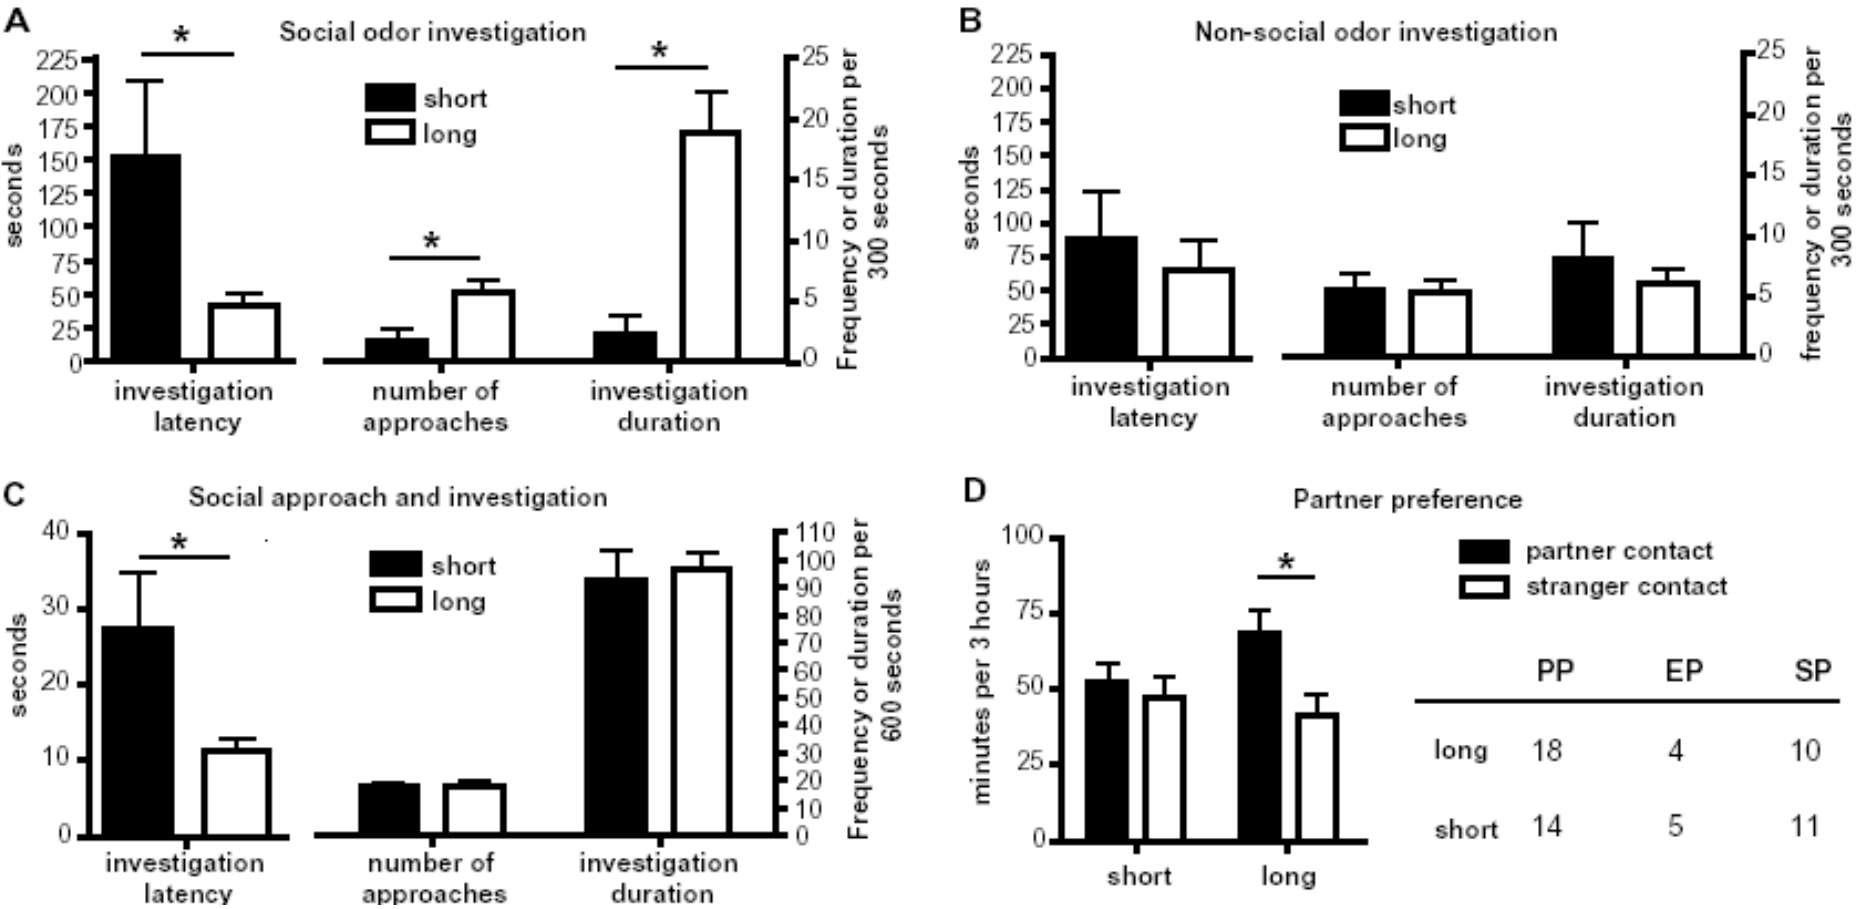 A
Social odor investigation
*
*
*
225
200
175
150
125
100
75
50
25
0
seconds
short
long
25
20
15
10
5
0
Frequency or duration per
300 seconds
investigation
latency
number of
approaches
investigation
duration
B
Non-social odor investigation
225
200
175
150
125
100
75
50
25
0
seconds
short
long
25
20
15
10
5
0
frequency or duration per
300 seconds
investigation
latency
number of
approaches
investigation
duration
C
Social approach and investigation
*
40
30
20
10
0
seconds
short
long
110
100
90
80
70
60
50
40
30
20
10
0
Frequency or duration per
600 seconds
investigation
latency
number of
approaches
investigation
duration
D
Partner preference
100
75
50
25
0
minutes per 3 hours
*
partner contact
stranger contact
short
long
PP EP SP
long 18 4 10
short 14 5 11